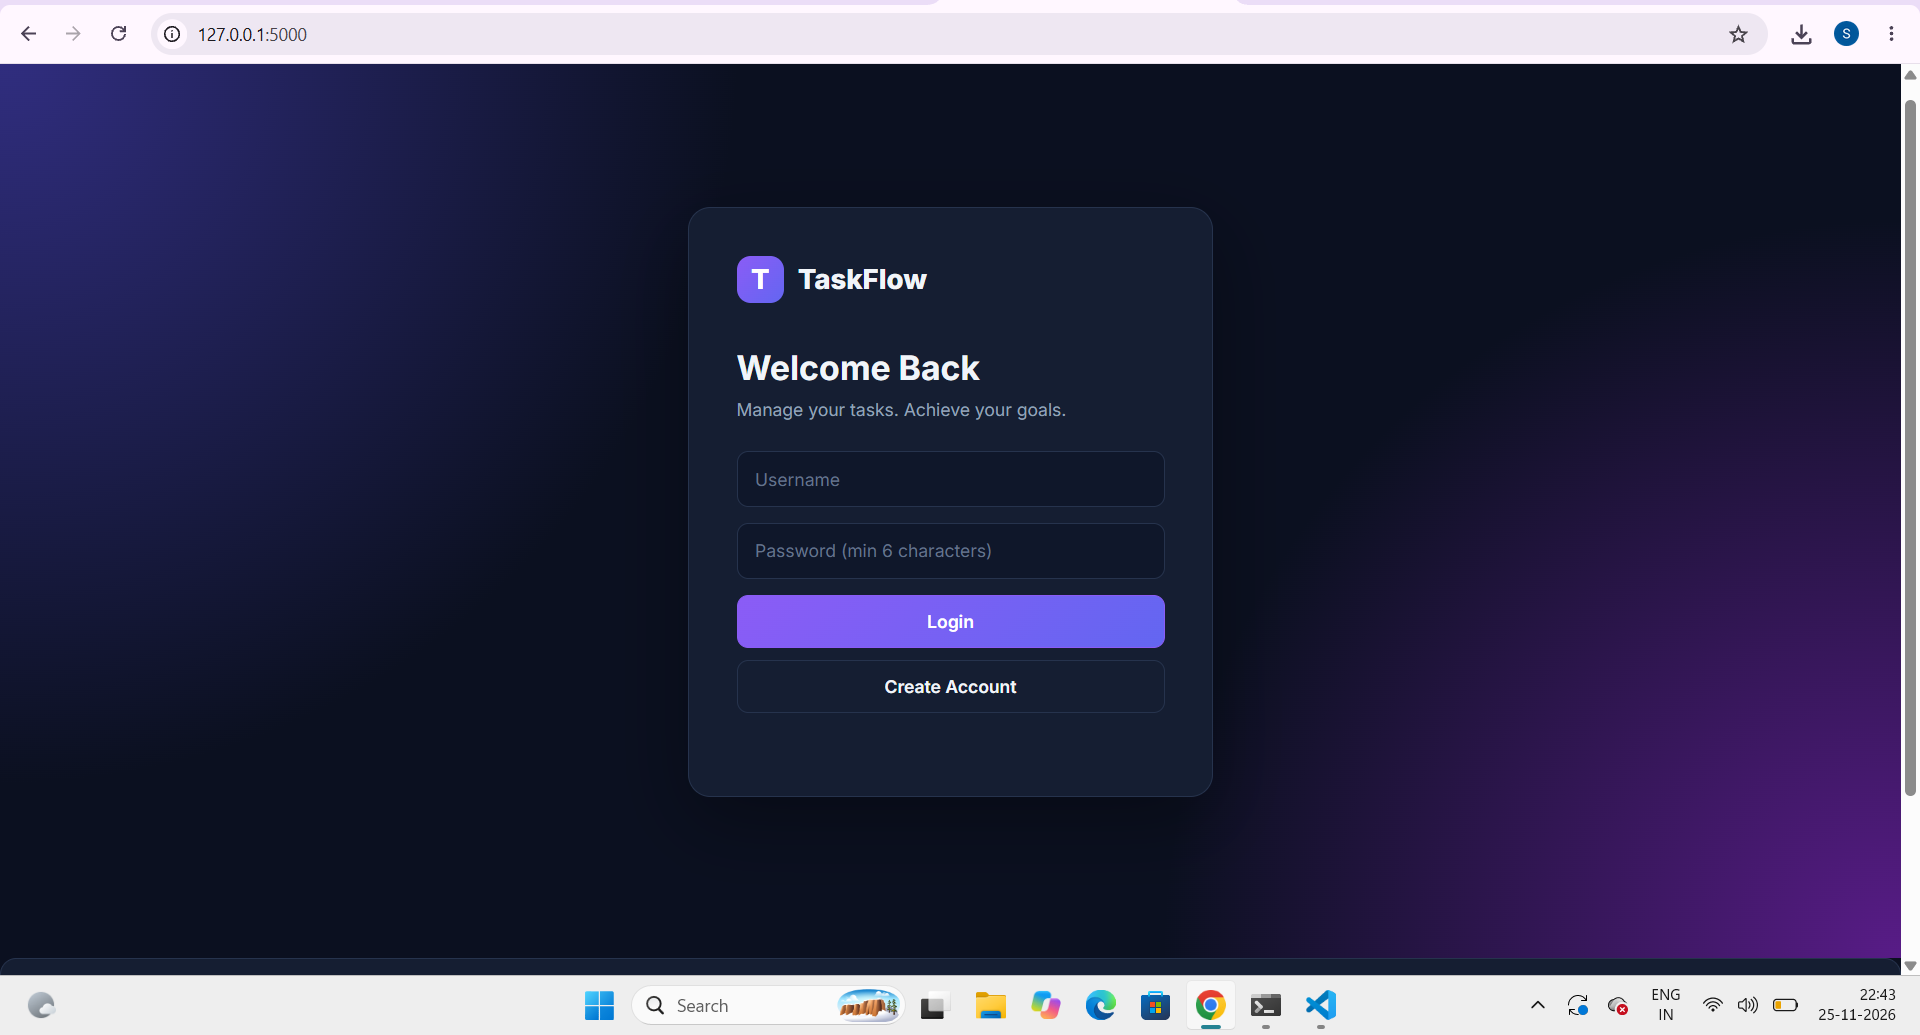 127.0.0.1:5000
S
T
TaskFlow
Welcome Back
Manage your tasks. Achieve your goals.
Username
Password (min 6 characters)
Login
Create Account
Search
ENG
IN
22:43
25-11-2026